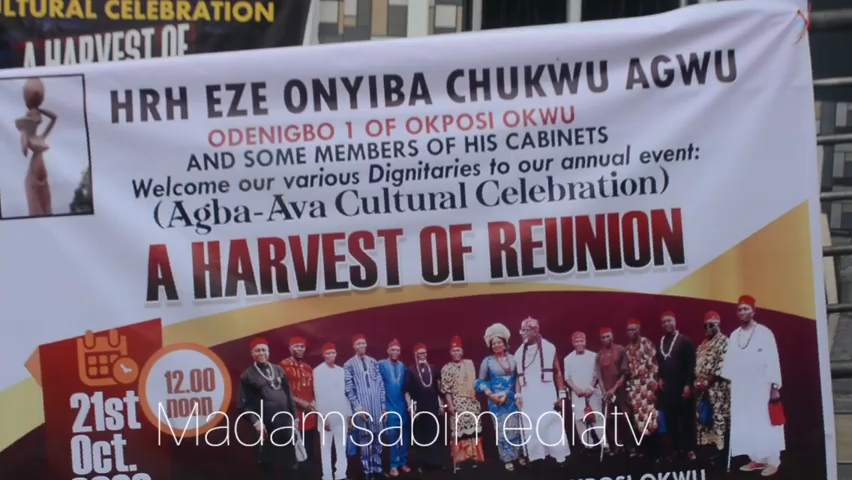 LTURAL CELEBRATION
A HARVEST OF
HRH EZE ONYIBA CHUKWU AGWU
ODENIGBO 1 OF OKPOSI OKWU
AND SOME MEMBERS OF HIS CABINETS
Welcome our various Dignitaries to our annual event:
(Agba-Ava Cultural Celebration)
A HARVEST OF REUNION
12.00
noon
21st
Oct.
Madamsabimediatv
OKWU